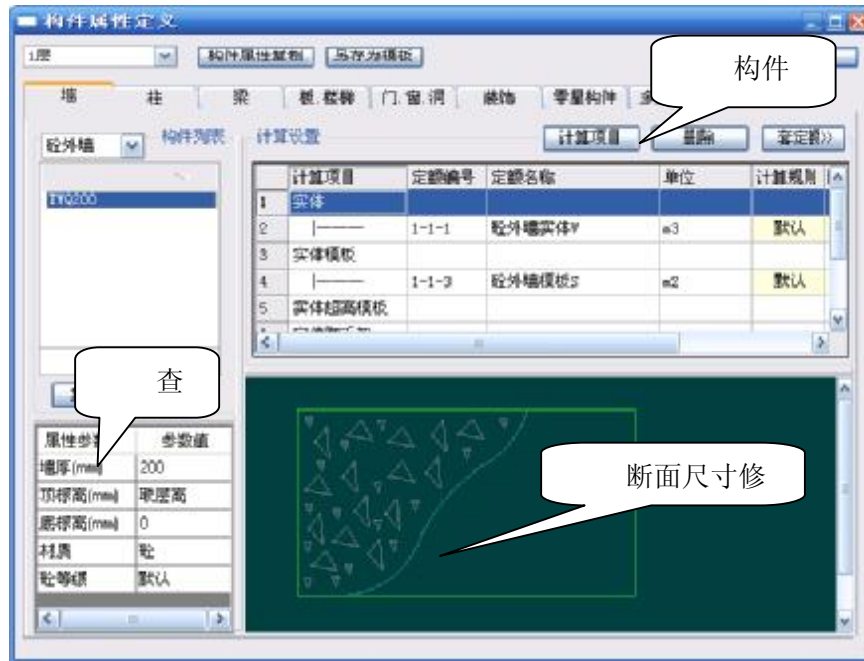 构件属性定义
1层 构件属性复制 另存为模板
构件
墙 柱 梁 板.楼梯 门.窗.洞 装饰 零星构件
砼外墙 构件列表 计算设置 计算项目 删除 套定额》
计算项目 定额编号 定额名称 单位 计算规则
1 实体
2 |———— 1-1-1 砼外墙实体V m3 默认
3 实体模板
4 |———— 1-1-3 砼外墙模板S m2 默认
5 实体超高模板
查
属性参 参数值
墙厚(mm) 200
顶标高(mm) 取层高
底标高(mm) 0
材质 砼
砼等级 默认
断面尺寸修